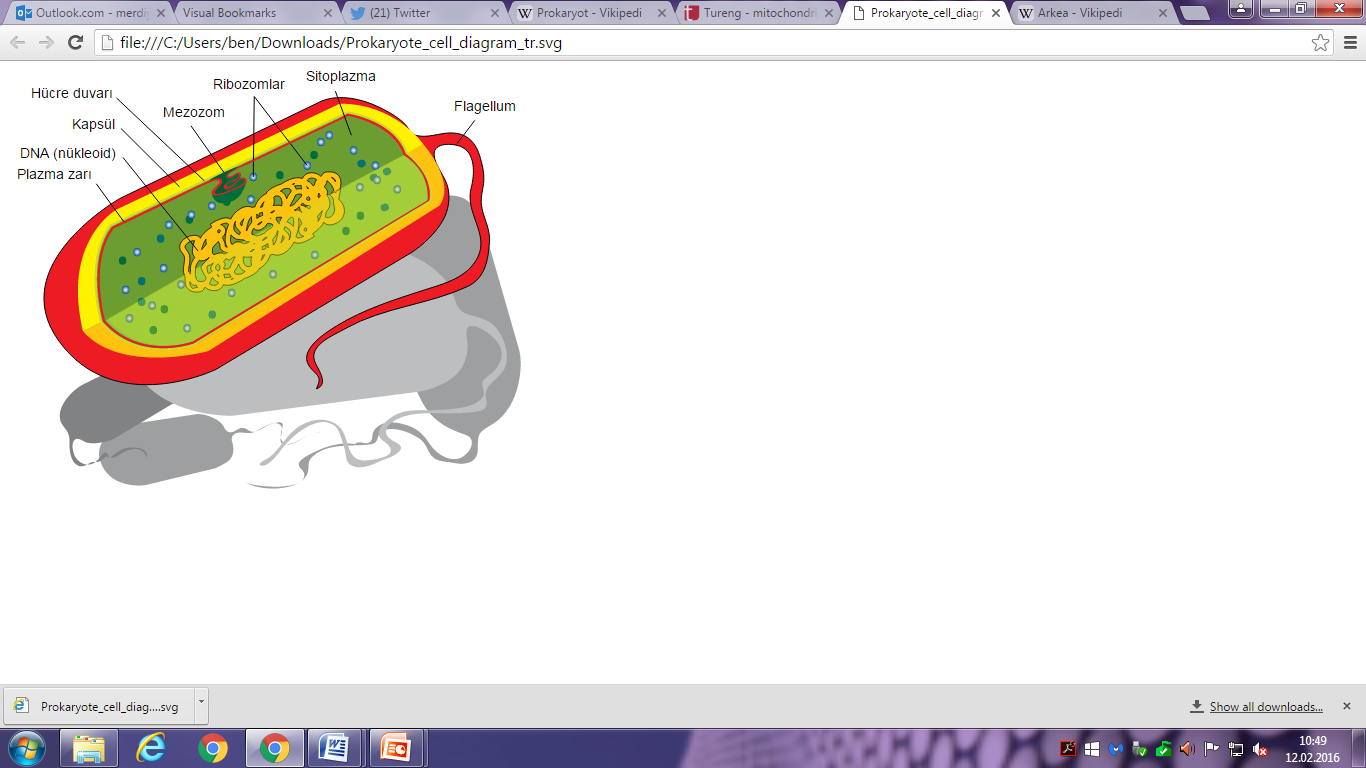 Outlook.com - merdi
Visual Bookmarks
(21) Twitter
Prokaryot - Vikipedi
Tureng - mitochondri
Prokaryote_cell_diagr
Arkea - Vikipedi
file:///C:/Users/ben/Downloads/Prokaryote_cell_diagram_tr.svg
Sitoplazma
Ribozomlar
Hücre duvarı
Mezozom
Flagellum
Kapsül
DNA (nükleoid)
Plazma zarı
Prokaryote_cell_diag....svg
Show all downloads...
10:49
12.02.2016